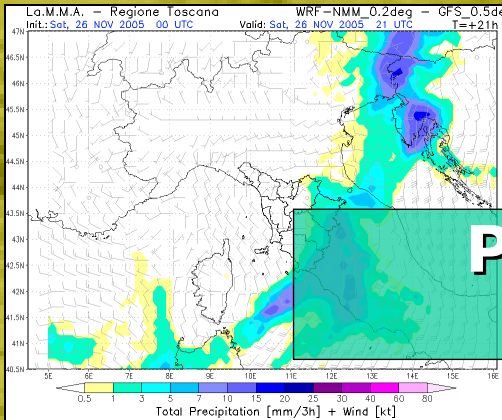 La.M.M.A. – Regione Toscana WRF-NMM_0.2deg – GFS_0.5de
Init.: Sat, 26 NOV 2005 00 UTC Valid: Sat, 26 NOV 2005 21 UTC T=+21h
47N
46.5N
46N
45.5N
45N
44.5N
44N
43.5N
43N
42.5N
42N
41.5N
41N
40.5N
P
5E 6E 7E 8E 9E 10E 11E 12E 13E 14E 15E 16E
0.5 1 3 5 7 10 15 20 25 30 40 60 80
Total Precipitation [mm/3h] + Wind [kt]